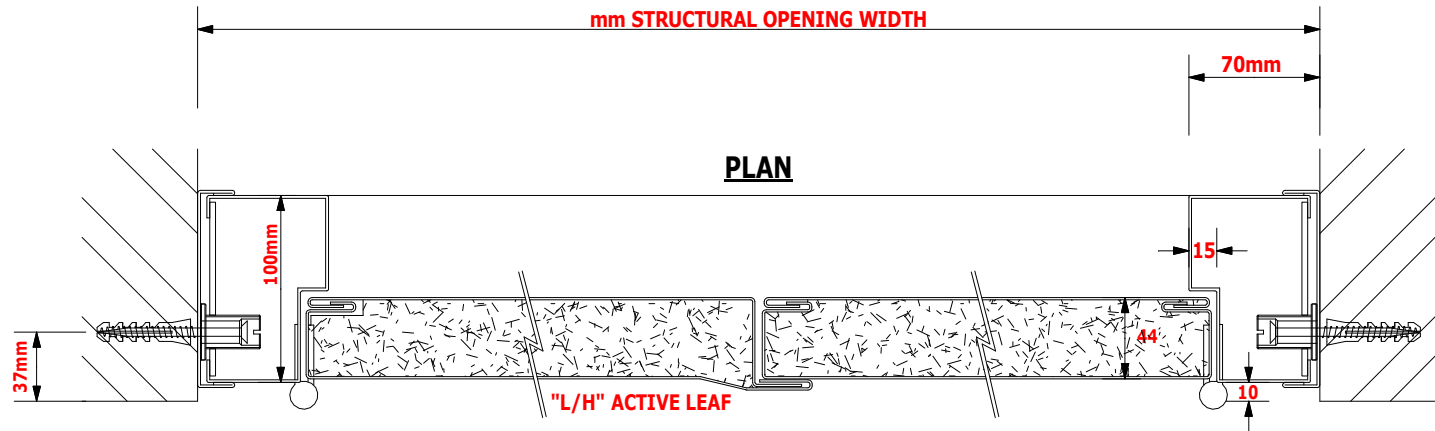 mm STRUCTURAL OPENING WIDTH
70mm
PLAN
100mm
15
37mm
44
10
"L/H" ACTIVE LEAF